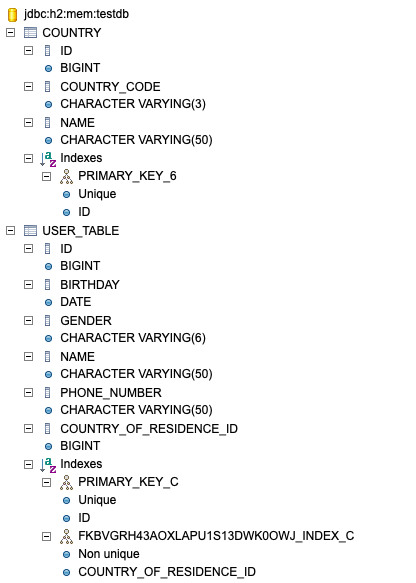 jdbc:h2:mem:testdb
COUNTRY
ID
BIGINT
COUNTRY_CODE
CHARACTER VARYING(3)
NAME
CHARACTER VARYING(50)
Indexes
PRIMARY_KEY_6
Unique
ID
USER_TABLE
ID
BIGINT
BIRTHDAY
DATE
GENDER
CHARACTER VARYING(6)
NAME
CHARACTER VARYING(50)
PHONE_NUMBER
CHARACTER VARYING(50)
COUNTRY_OF_RESIDENCE_ID
BIGINT
Indexes
PRIMARY_KEY_C
Unique
ID
FKBVGRH43AOXLAPU1S13DWK0OWJ_INDEX_C
Non unique
COUNTRY_OF_RESIDENCE_ID